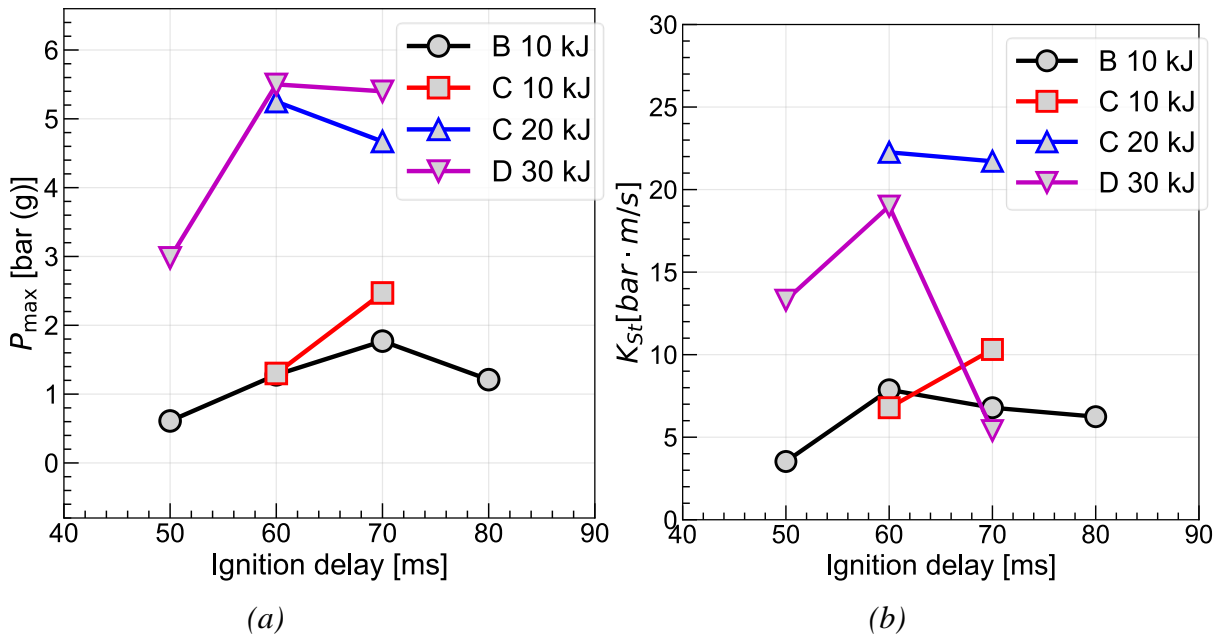 6
5
4
3
2
1
0
P_max [bar (g)]
B 10 kJ
C 10 kJ
C 20 kJ
D 30 kJ
40 50 60 70 80 90
Ignition delay [ms]
(a)
30
25
20
15
10
5
0
K_St[bar · m/s]
B 10 kJ
C 10 kJ
C 20 kJ
D 30 kJ
40 50 60 70 80 90
Ignition delay [ms]
(b)